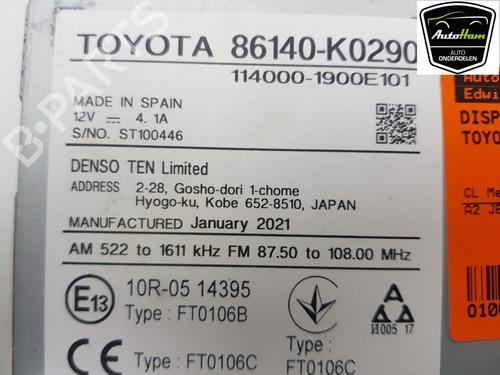 TOYOTA 86140-K0290
114000-1900E101
MADE IN SPAIN
12V 4.1A
S/NO. ST100446
DENSO TEN Limited
ADDRESS 2-28, Gosho-dori 1-chome
Hyogo-ku, Kobe 652-8510, JAPAN
MANUFACTURED January 2021
AM 522 to 1611 kHz FM 87.50 to 108.00 MHz
E13
10R-05 14395
Type : FT0106B
И005 17
CE
Type : FT0106C
Type : FT0106C
AutoHam
AUTO
ONDERDELEN
Auto
Edwi
DISP
TOYO
CL Me
A2 JE
0100
B-PARTS